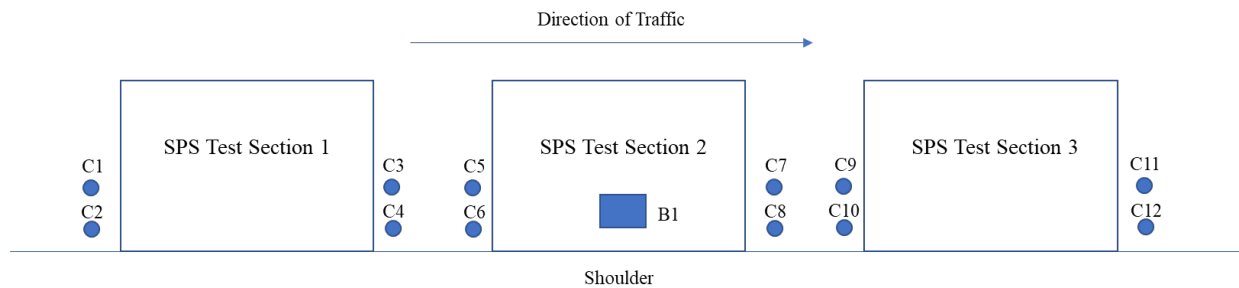 Direction of Traffic
SPS Test Section 1
SPS Test Section 2
SPS Test Section 3
C1
C3
C5
C7
C9
C11
C2
C4
C6
B1
C8
C10
C12
Shoulder